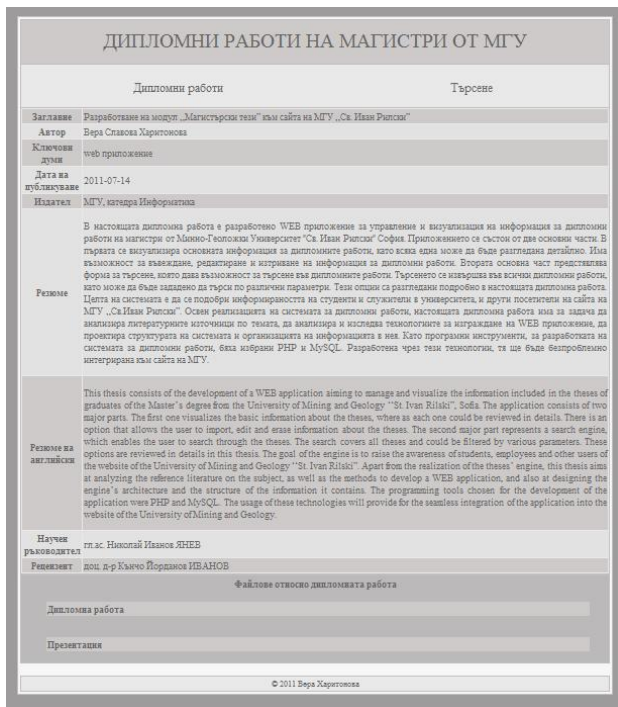 ДИПЛОМНИ РАБОТИ НА МАГИСТРИ ОТ МГУ
Дипломни работи Търсене
Заглавие Разработване на модул „Магистърски тези" към сайта на МГУ „Св. Иван Рилски"
Автор Вера Славова Харитонова
Ключови думи web приложение
Дата на публикуване 2011-07-14
Издател МГУ, катедра Информатика
Резюме
В настоящата дипломна работа е разработено WEB приложение за управление и визуализация на информация за дипломни
работи на магистри от Минно-Геоложки Университет "Св. Иван Рилски" София. Приложението се състои от две основни части. В
първата се визуализира основната информация за дипломните работи, като всяка една може да бъде разгледана детайлно. Има
възможност за въвеждане, редактиране и изтриване на информация за дипломни работи. Втората основна част представлява
форма за търсене, която дава възможност за търсене във дипломните работи. Търсенето се извършва във всички дипломни работи,
като може да бъде зададено да търси по различни параметри. Тези опции са разгледани подробно в настоящата дипломна работа.
Целта на системата е да се подобри информираността на студенти и служители в университета, и други посетители на сайта на
МГУ „Св.Иван Рилски". Освен реализацията на системата за дипломни работи, настоящата дипломна работа има за задача да
анализира литературните източници по темата, да анализира и изследва технологиите за изграждане на WEB приложение, да
проектира структурата на системата и организацията на информацията в нея. Като програмни инструменти, за разработката на
системата за дипломни работи, бяха избрани PHP и MySQL. Разработена чрез тези технологии, тя ще бъде безпроблемно
интегрирана към сайта на МГУ.
Резюме на английски
This thesis consists of the development of a WEB application aiming to manage and visualize the information included in the theses of
graduates of the Master's degree from the University of Mining and Geology ''St. Ivan Rilski'', Sofia. The application consists of two
major parts. The first one visualizes the basic information about the theses, where as each one could be reviewed in details. There is an
option that allows the user to import, edit and erase information about the theses. The second major part represents a search engine,
which enables the user to search through the theses. The search covers all theses and could be filtered by various parameters. These
options are reviewed in details in this thesis. The goal of the engine is to raise the awareness of students, employees and other users of
the website of the University of Mining and Geology ''St. Ivan Rilski''. Apart from the realization of the theses' engine, this thesis aims
at analyzing the reference literature on the subject, as well as the methods to develop a WEB application, and also at designing the
engine's architecture and the structure of the information it contains. The programming tools chosen for the development of the
application were PHP and MySQL. The usage of these technologies will provide for the seamless integration of the application into the
website of the University of Mining and Geology.
Научен ръководител гл.ас. Николай Иванов ЯНЕВ
Рецензент доц. д-р Кънчо Йорданов ИВАНОВ
Файлове относно дипломната работа
Дипломна работа
Презентация
© 2011 Вера Харитонова